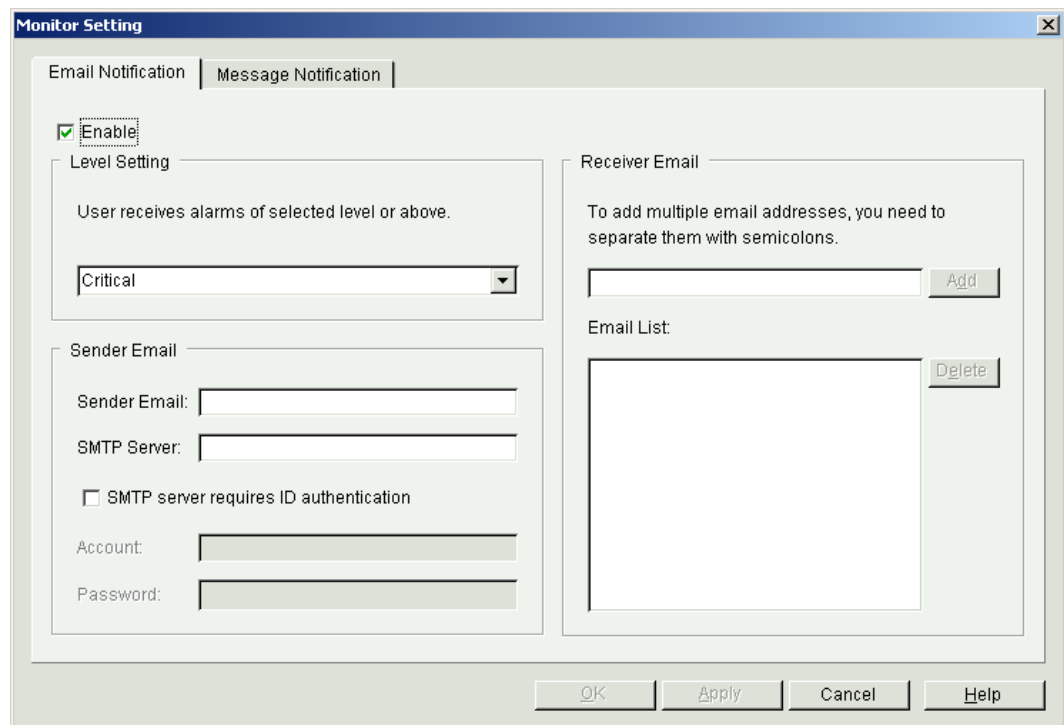 Monitor Setting
Email Notification
Message Notification
Enable
Level Setting
User receives alarms of selected level or above.
Critical
Sender Email
Sender Email:
SMTP Server:
SMTP server requires ID authentication
Account:
Password:
Receiver Email
To add multiple email addresses, you need to
separate them with semicolons.
Add
Email List:
Delete
OK
Apply
Cancel
Help